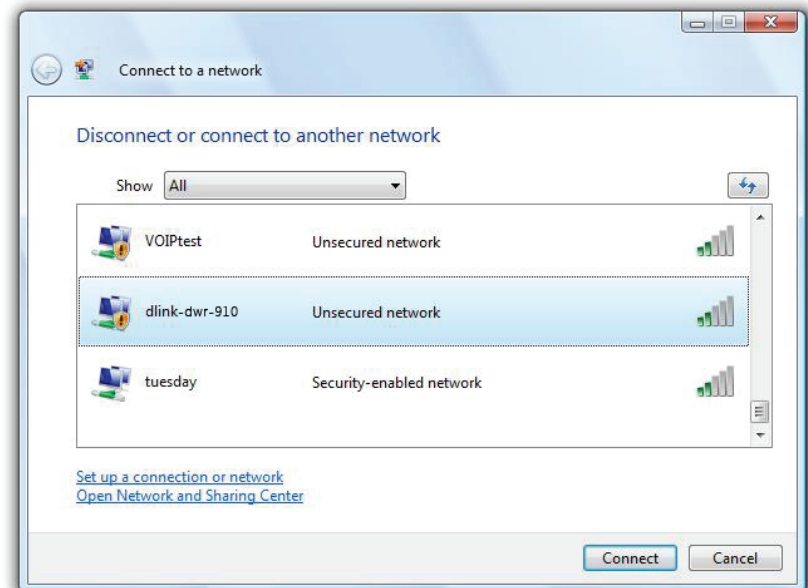 Connect to a network
Disconnect or connect to another network
Show All
VOIPtest Unsecured network
dlink-dwr-910 Unsecured network
tuesday Security-enabled network
Set up a connection or network
Open Network and Sharing Center
Connect Cancel